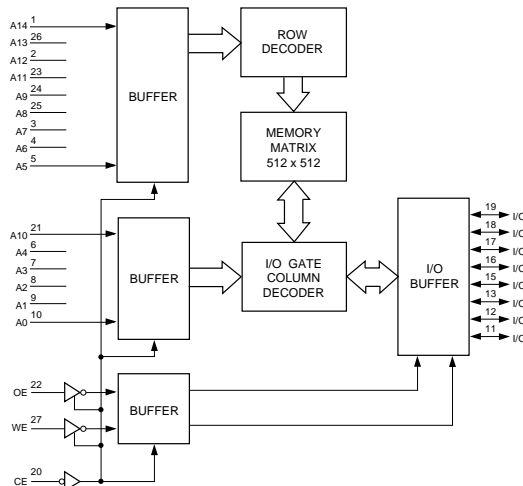 A14 1
A13 26
A12 2
A11 23
A9 24
A8 25
A7 3
A6 4
A5 5
BUFFER
ROW
DECODER
MEMORY
MATRIX
512 x 512
A10 21
A4 6
A3 7
A2 8
A1 9
A0 10
BUFFER
I/O GATE
COLUMN
DECODER
I/O
BUFFER
19 I/O
18 I/O
17 I/O
16 I/O
15 I/O
13 I/O
12 I/O
11 I/O
OE 22
WE 27
BUFFER
CE 20